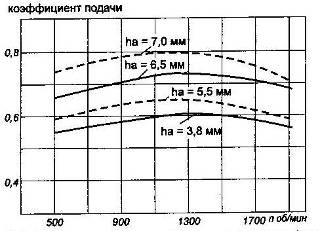 коэффициент подачи
ha = 7,0 мм
0,8
ha = 6,5 мм
ha = 5,5 мм
0,6
ha = 3,8 мм
0,4
500 900 1300 1700 n об/мин